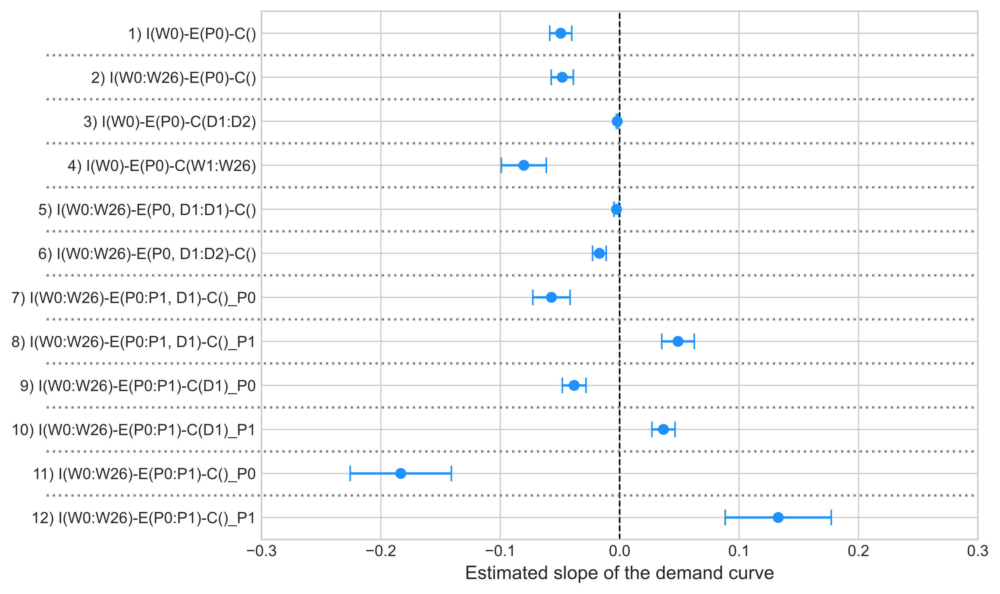 1) I(W0)-E(P0)-C()
2) I(W0:W26)-E(P0)-C()
3) I(W0)-E(P0)-C(D1:D2)
4) I(W0)-E(P0)-C(W1:W26)
5) I(W0:W26)-E(P0, D1:D1)-C()
6) I(W0:W26)-E(P0, D1:D2)-C()
7) I(W0:W26)-E(P0:P1, D1)-C()_P0
8) I(W0:W26)-E(P0:P1, D1)-C()_P1
9) I(W0:W26)-E(P0:P1)-C(D1)_P0
10) I(W0:W26)-E(P0:P1)-C(D1)_P1
11) I(W0:W26)-E(P0:P1)-C()_P0
12) I(W0:W26)-E(P0:P1)-C()_P1
−0.3 −0.2 −0.1 0.0 0.1 0.2 0.3
Estimated slope of the demand curve